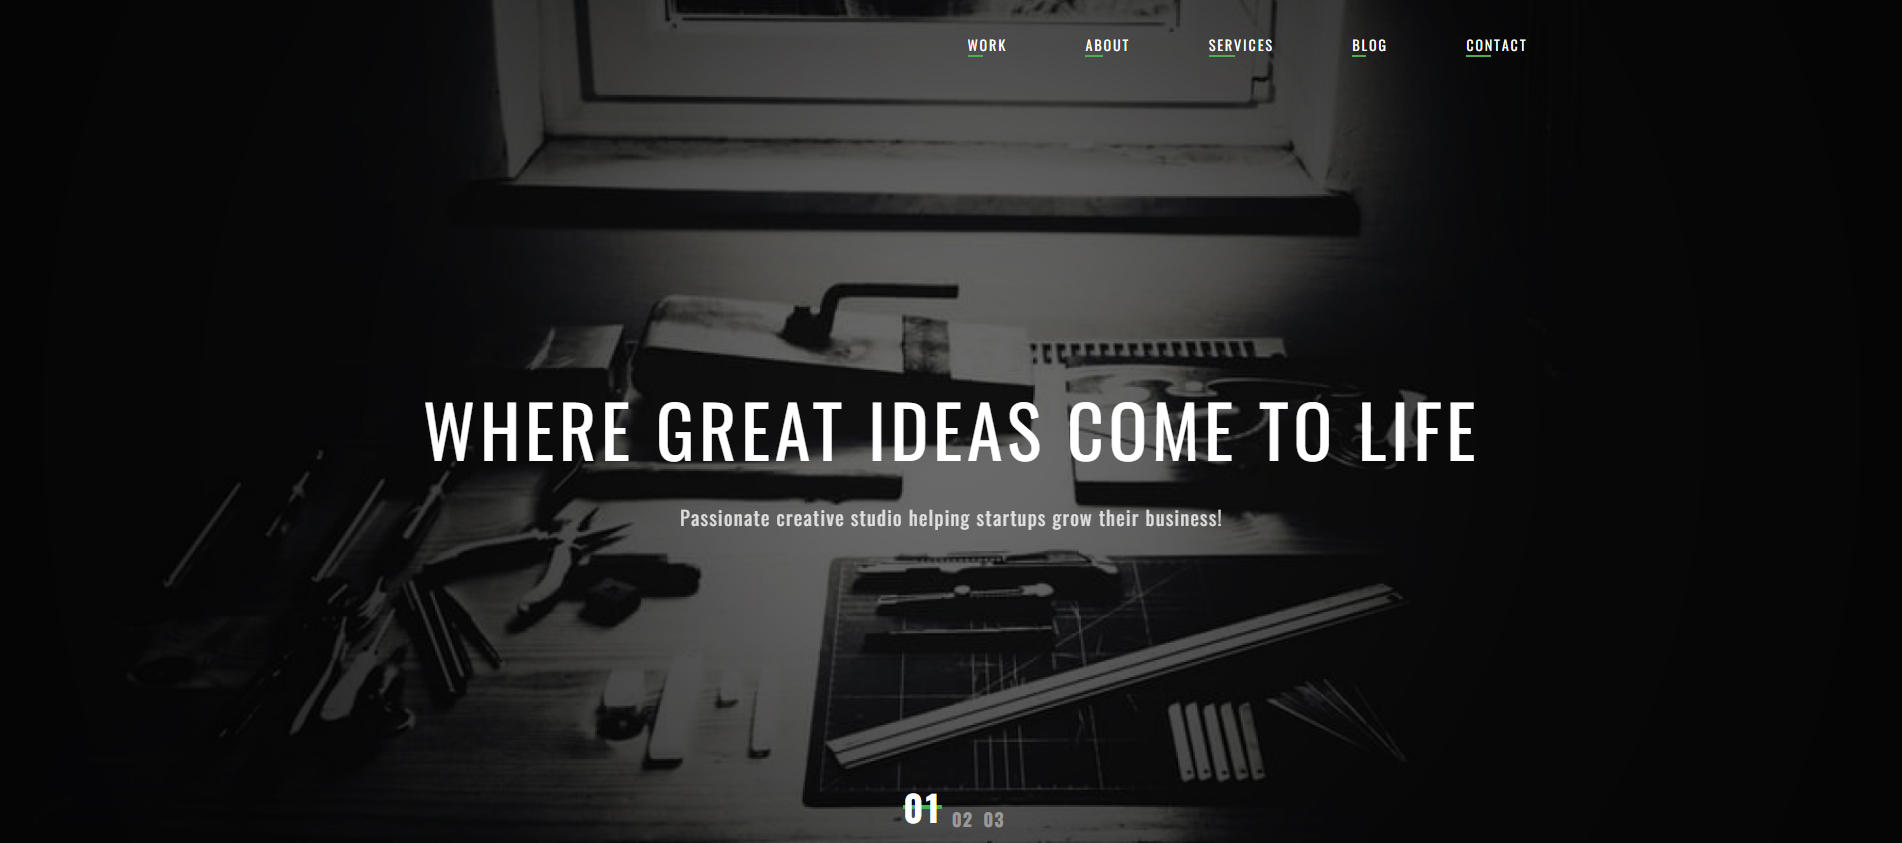 WORK ABOUT SERVICES BLOG CONTACT
WHERE GREAT IDEAS COME TO LIFE
Passionate creative studio helping startups grow their business!
01 02 03